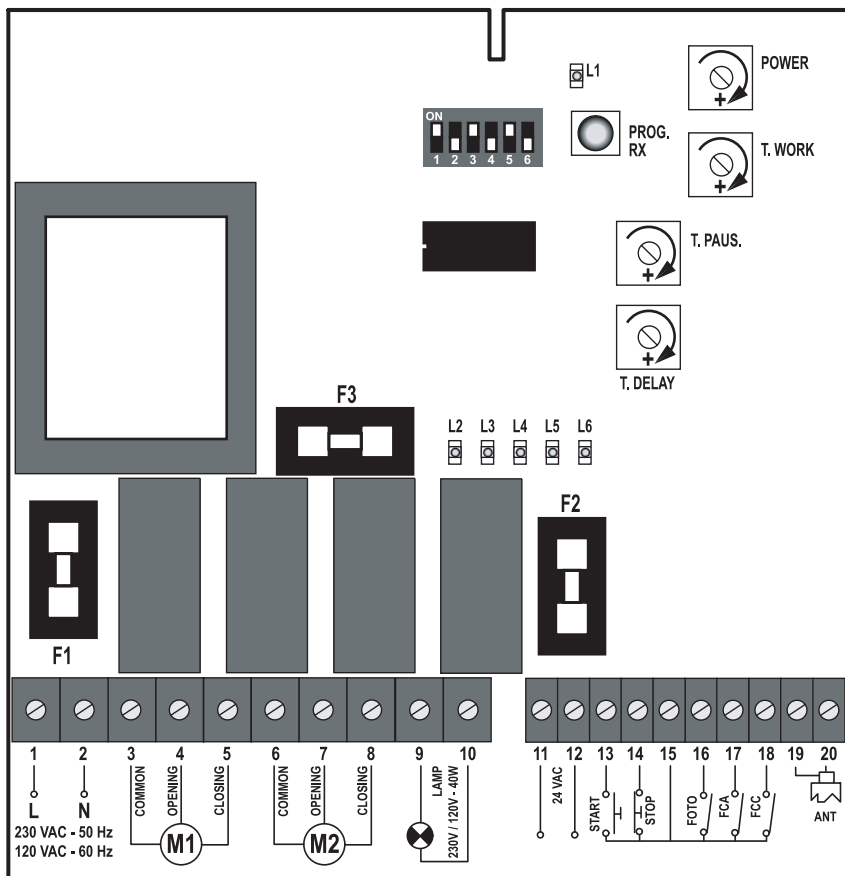 L1
POWER
ON
1 2 3 4 5 6
PROG.
RX
T. WORK
T. PAUS.
T. DELAY
F3
L2 L3 L4 L5 L6
F1
F2
1 2 3 4 5 6 7 8 9 10
11 12 13 14 15 16 17 18 19 20
L N
230 VAC - 50 Hz
120 VAC - 60 Hz
COMMON
OPENING
CLOSING
M1
COMMON
OPENING
CLOSING
M2
LAMP
230V / 120V - 40W
24 VAC
START
STOP
FOTO
FCA
FCC
ANT